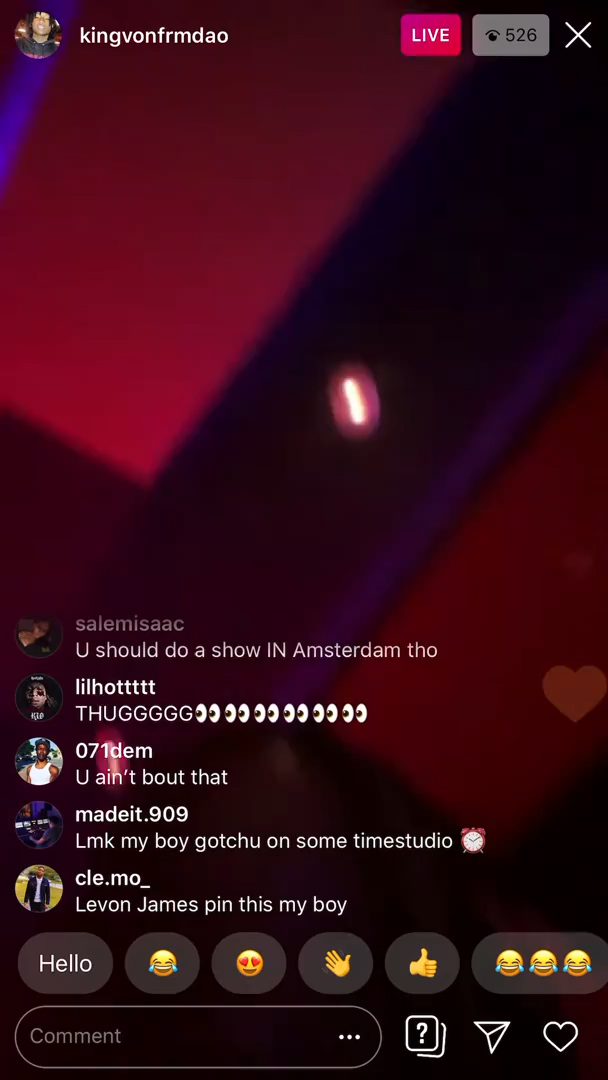 kingvonfrmdao
LIVE
526
salemisaac
U should do a show IN Amsterdam tho
lilhottttt
THUGGGGG👀👀👀👀👀👀
071dem
U ain't bout that
madeit.909
Lmk my boy gotchu on some timestudio ⏰
cle.mo_
Levon James pin this my boy
Hello
😂
😍
👋
👍
😂😂😂
Comment